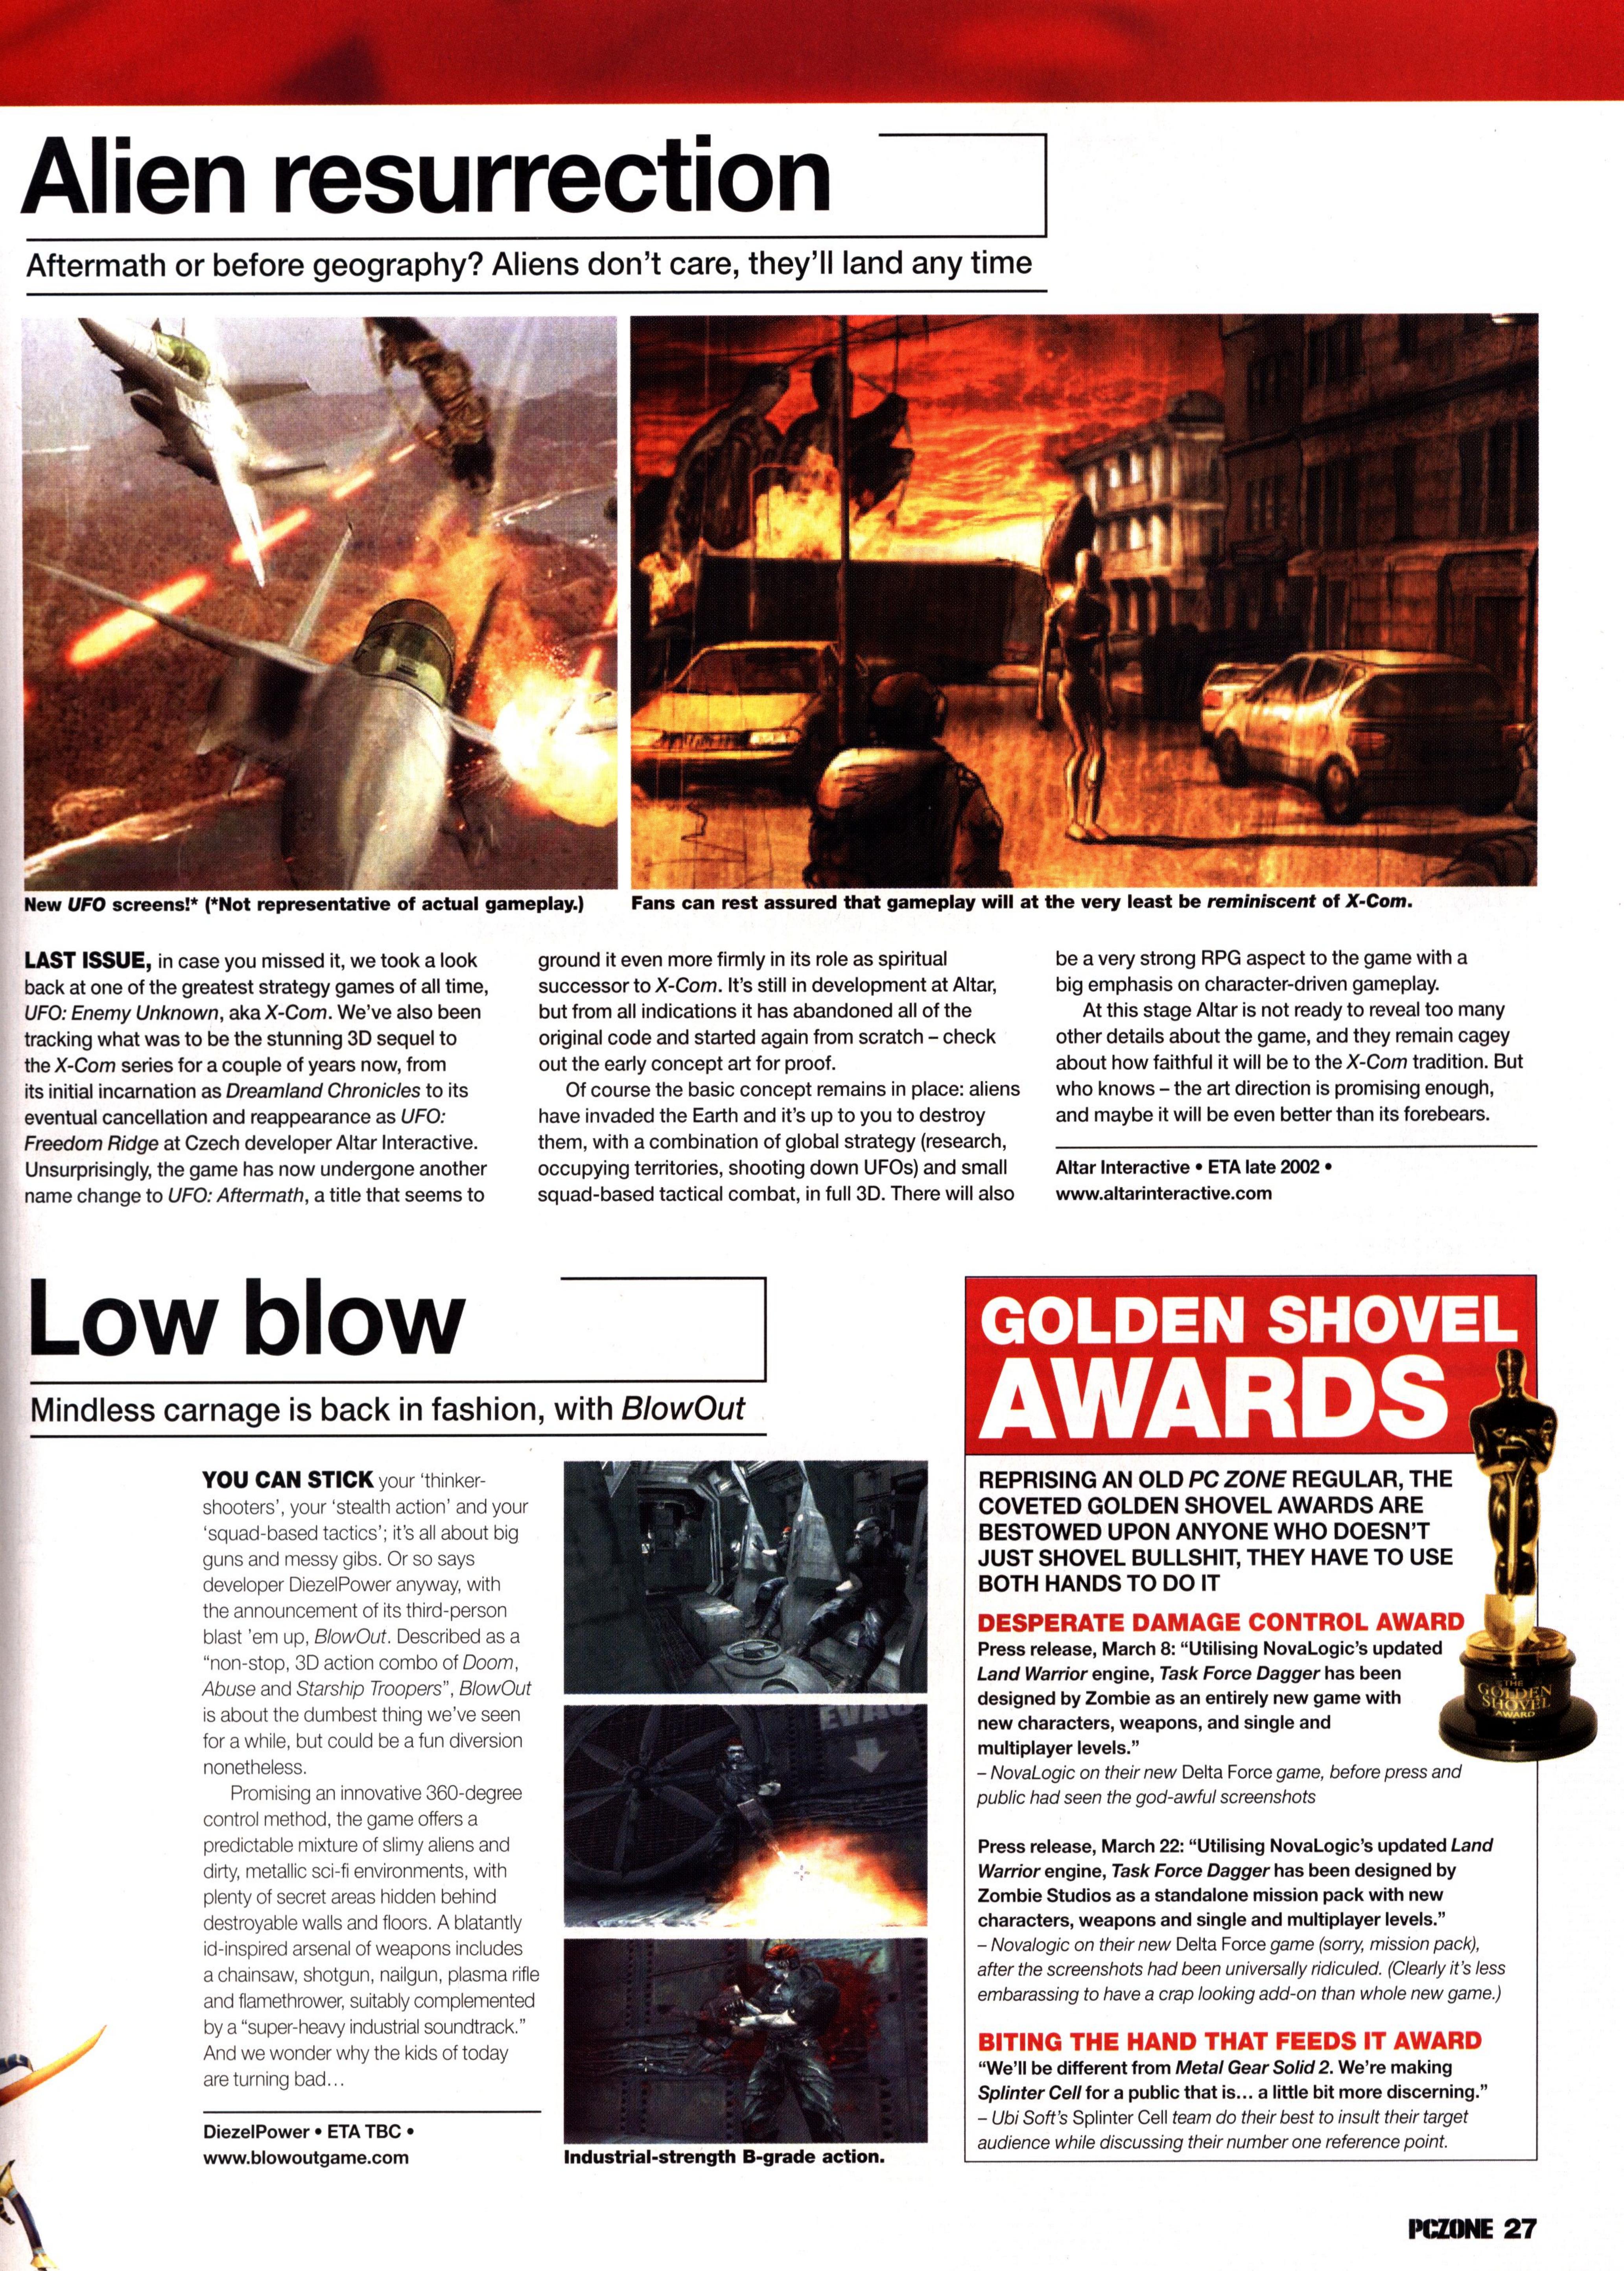 Alien resurrection
Aftermath or before geography? Aliens don't care, they'll land any time
New UFO screens!* (*Not representative of actual gameplay.)
Fans can rest assured that gameplay will at the very least be reminiscent of X-Com.
LAST ISSUE, in case you missed it, we took a look
back at one of the greatest strategy games of all time,
UFO: Enemy Unknown, aka X-Com. We've also been
tracking what was to be the stunning 3D sequel to
the X-Com series for a couple of years now, from
its initial incarnation as Dreamland Chronicles to its
eventual cancellation and reappearance as UFO:
Freedom Ridge at Czech developer Altar Interactive.
Unsurprisingly, the game has now undergone another
name change to UFO: Aftermath, a title that seems to
ground it even more firmly in its role as spiritual
successor to X-Com. It's still in development at Altar,
but from all indications it has abandoned all of the
original code and started again from scratch – check
out the early concept art for proof.
Of course the basic concept remains in place: aliens
have invaded the Earth and it's up to you to destroy
them, with a combination of global strategy (research,
occupying territories, shooting down UFOs) and small
squad-based tactical combat, in full 3D. There will also
be a very strong RPG aspect to the game with a
big emphasis on character-driven gameplay.
At this stage Altar is not ready to reveal too many
other details about the game, and they remain cagey
about how faithful it will be to the X-Com tradition. But
who knows – the art direction is promising enough,
and maybe it will be even better than its forebears.
Altar Interactive • ETA late 2002 •
www.altarinteractive.com
Low blow
Mindless carnage is back in fashion, with BlowOut
YOU CAN STICK your 'thinker-
shooters', your 'stealth action' and your
'squad-based tactics'; it's all about big
guns and messy gibs. Or so says
developer DiezelPower anyway, with
the announcement of its third-person
blast 'em up, BlowOut. Described as a
"non-stop, 3D action combo of Doom,
Abuse and Starship Troopers", BlowOut
is about the dumbest thing we've seen
for a while, but could be a fun diversion
nonetheless.
Promising an innovative 360-degree
control method, the game offers a
predictable mixture of slimy aliens and
dirty, metallic sci-fi environments, with
plenty of secret areas hidden behind
destroyable walls and floors. A blatantly
id-inspired arsenal of weapons includes
a chainsaw, shotgun, nailgun, plasma rifle
and flamethrower, suitably complemented
by a "super-heavy industrial soundtrack."
And we wonder why the kids of today
are turning bad...
DiezelPower • ETA TBC •
www.blowoutgame.com
EVAC
Industrial-strength B-grade action.
GOLDEN SHOVEL
AWARDS
REPRISING AN OLD PC ZONE REGULAR, THE
COVETED GOLDEN SHOVEL AWARDS ARE
BESTOWED UPON ANYONE WHO DOESN'T
JUST SHOVEL BULLSHIT, THEY HAVE TO USE
BOTH HANDS TO DO IT
DESPERATE DAMAGE CONTROL AWARD
Press release, March 8: "Utilising NovaLogic's updated
Land Warrior engine, Task Force Dagger has been
designed by Zombie as an entirely new game with
new characters, weapons, and single and
multiplayer levels."
– NovaLogic on their new Delta Force game, before press and
public had seen the god-awful screenshots
THE
GOLDEN
SHOVEL
AWARD
Press release, March 22: "Utilising NovaLogic's updated Land
Warrior engine, Task Force Dagger has been designed by
Zombie Studios as a standalone mission pack with new
characters, weapons and single and multiplayer levels."
– Novalogic on their new Delta Force game (sorry, mission pack),
after the screenshots had been universally ridiculed. (Clearly it's less
embarassing to have a crap looking add-on than whole new game.)
BITING THE HAND THAT FEEDS IT AWARD
"We'll be different from Metal Gear Solid 2. We're making
Splinter Cell for a public that is... a little bit more discerning."
– Ubi Soft's Splinter Cell team do their best to insult their target
audience while discussing their number one reference point.
PCZONE 27